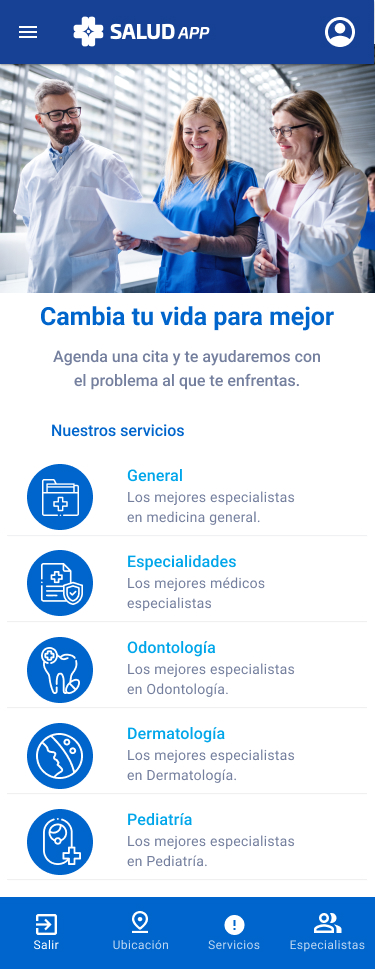 SALUD APP
Cambia tu vida para mejor
Agenda una cita y te ayudaremos con
el problema al que te enfrentas.
Nuestros servicios
General
Los mejores especialistas
en medicina general.
Especialidades
Los mejores médicos
especialistas
Odontología
Los mejores especialistas
en Odontología.
Dermatología
Los mejores especialistas
en Dermatología.
Pediatría
Los mejores especialistas
en Pediatría.
Salir
Ubicación
Servicios
Especialistas